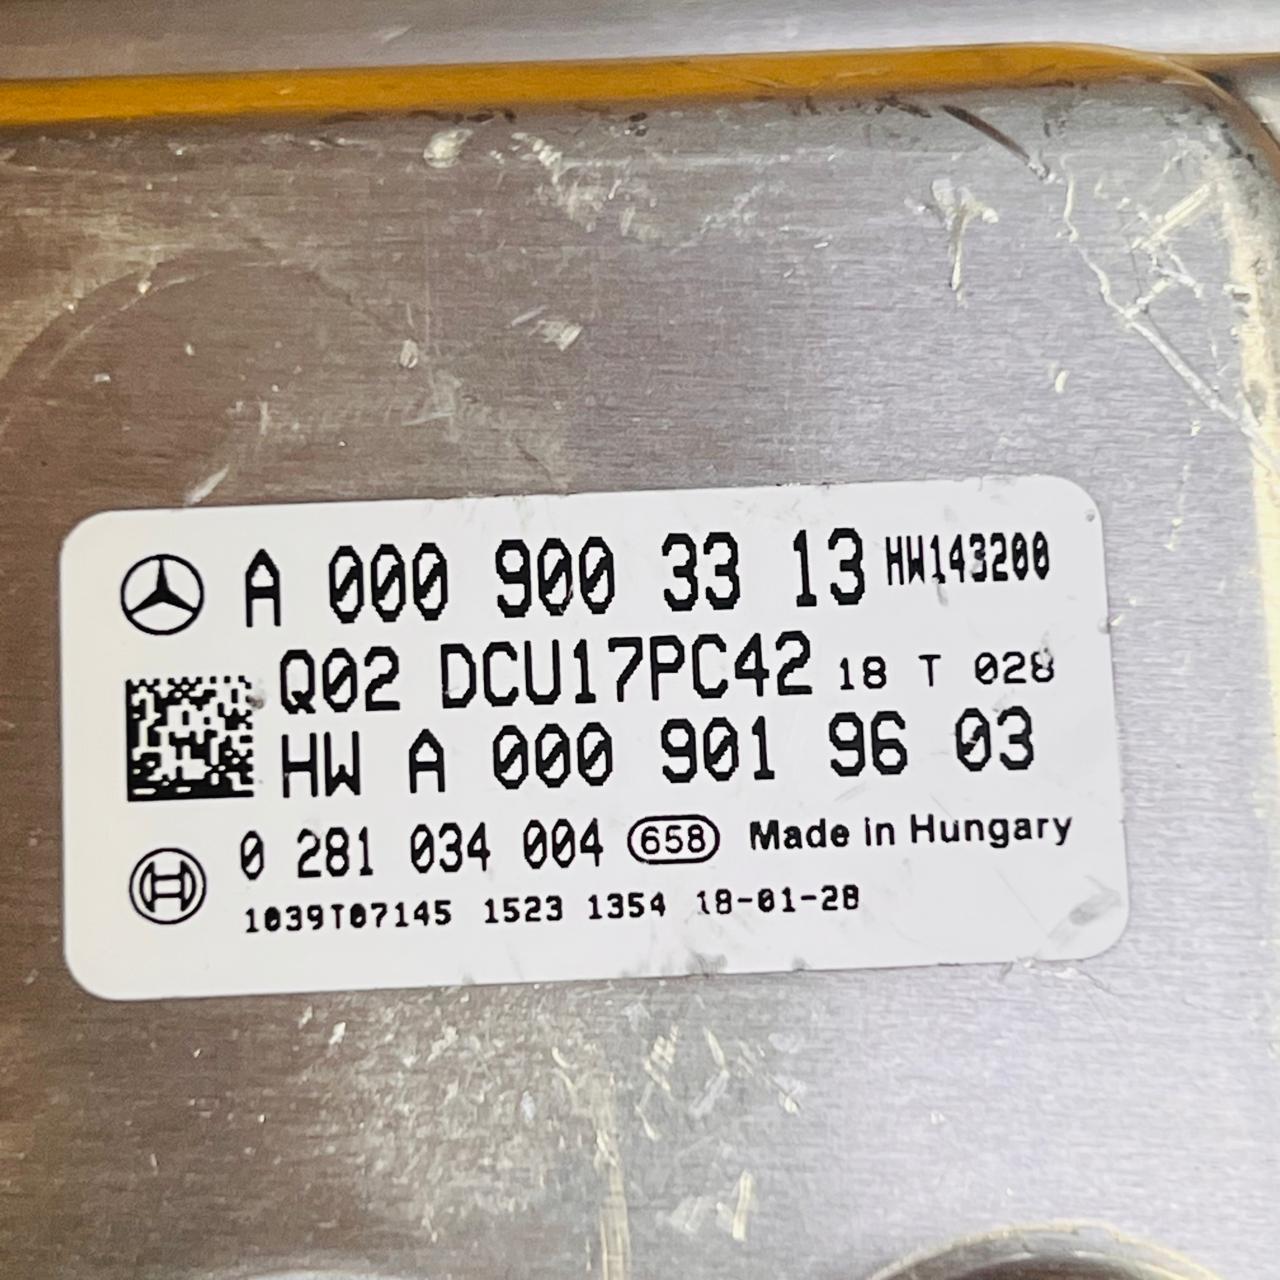 A 000 900 33 13 HW143200
Q02 DCU17PC42 18 T 028
HW A 000 901 96 03
0 281 034 004 658 Made in Hungary
1039T07145 1523 1354 18-01-28